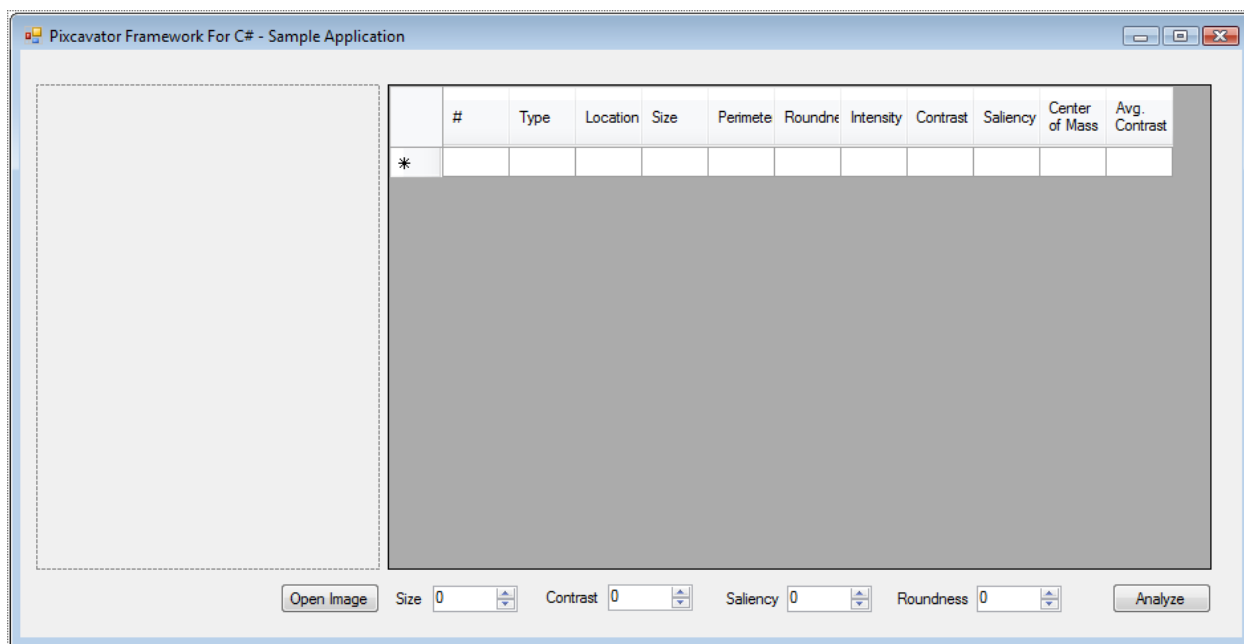 Pixcavator Framework For C# - Sample Application
# Type Location Size Perimete Roundne Intensity Contrast Saliency Center of Mass Avg. Contrast
Open Image Size 0 Contrast 0 Saliency 0 Roundness 0 Analyze